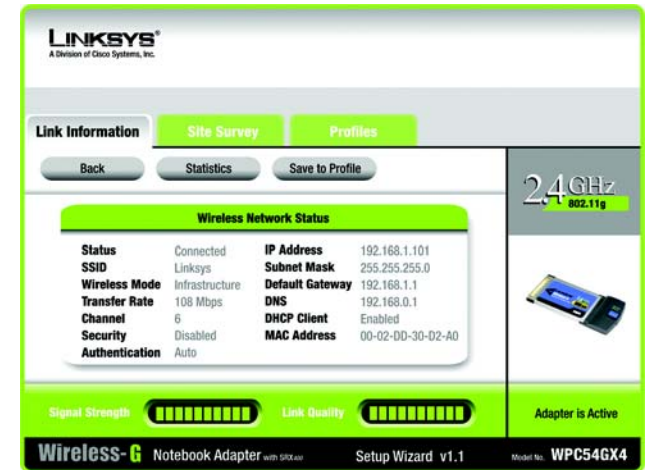 LINKSYS®
A Division of Cisco Systems, Inc.
Link Information Site Survey Profiles
Back Statistics Save to Profile
2.4GHz
802.11g
Wireless Network Status
Status Connected IP Address 192.168.1.101
SSID Linksys Subnet Mask 255.255.255.0
Wireless Mode Infrastructure Default Gateway 192.168.1.1
Transfer Rate 108 Mbps DNS 192.168.0.1
Channel 6 DHCP Client Enabled
Security Disabled MAC Address 00-02-DD-30-D2-A0
Authentication Auto
Signal Strength Link Quality Adapter is Active
Wireless-G Notebook Adapter with SRX400 Setup Wizard v1.1 Model No. WPC54GX4